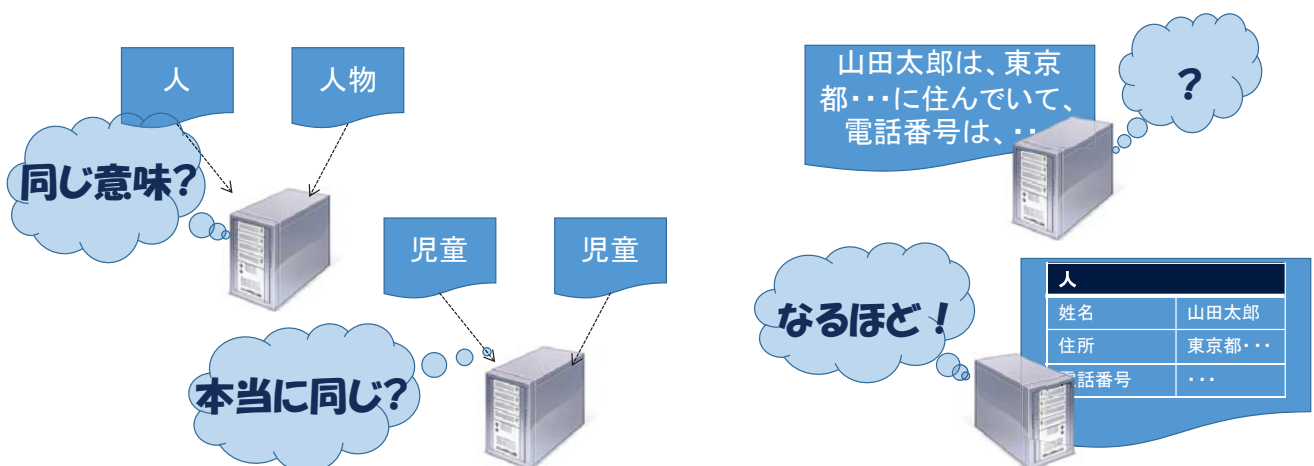 人
人物
同じ意味?
児童
児童
本当に同じ?
山田太郎は、東京
都・・・に住んでいて、
電話番号は、・・
?
なるほど!
人
姓名 山田太郎
住所 東京都・・・
電話番号 ・・・